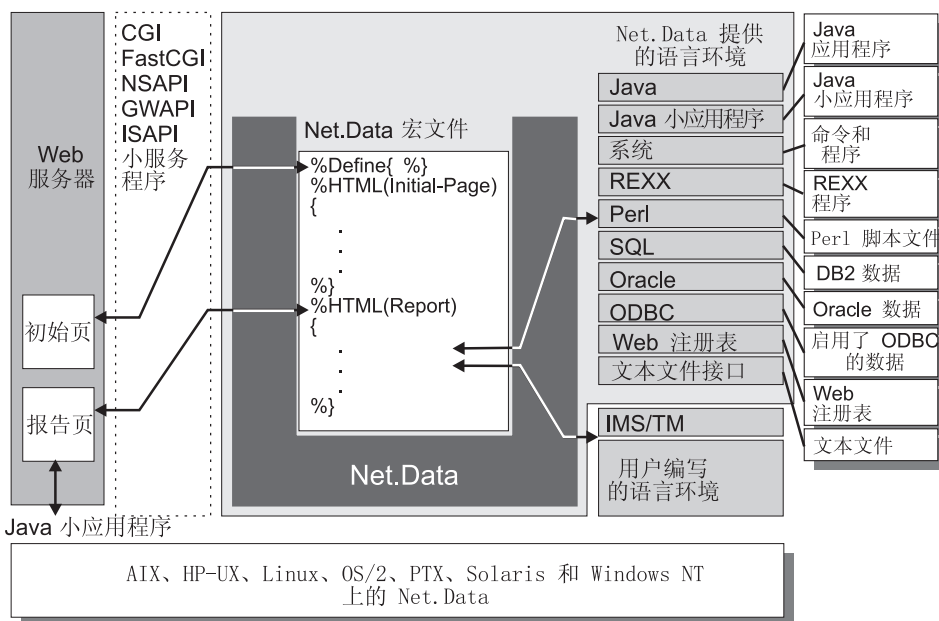 Web
服务器
初始页
报告页
Java 小应用程序
CGI
FastCGI
NSAPI
GWAPI
ISAPI
小服务
程序
Net.Data 宏文件
%Define{ %}
%HTML(Initial-Page)
{
.
.
.
%}
%HTML(Report)
{
.
.
.
%}
Net.Data
Net.Data 提供
的语言环境
Java
Java 小应用程序
系统
REXX
Perl
SQL
Oracle
ODBC
Web 注册表
文本文件接口
IMS/TM
用户编写
的语言环境
Java
应用程序
Java
小应用程序
命令和
程序
REXX
程序
Perl 脚本文件
DB2 数据
Oracle 数据
启用了 ODBC
的数据
Web
注册表
文本文件
AIX、HP-UX、Linux、OS/2、PTX、Solaris 和 Windows NT
上的 Net.Data